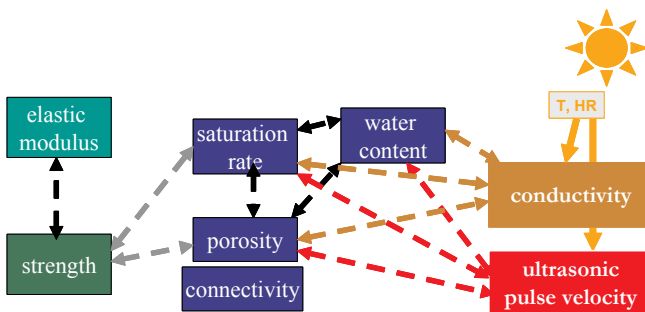 T, HR
elastic
modulus
saturation
rate
water
content
conductivity
strength
porosity
connectivity
ultrasonic
pulse velocity